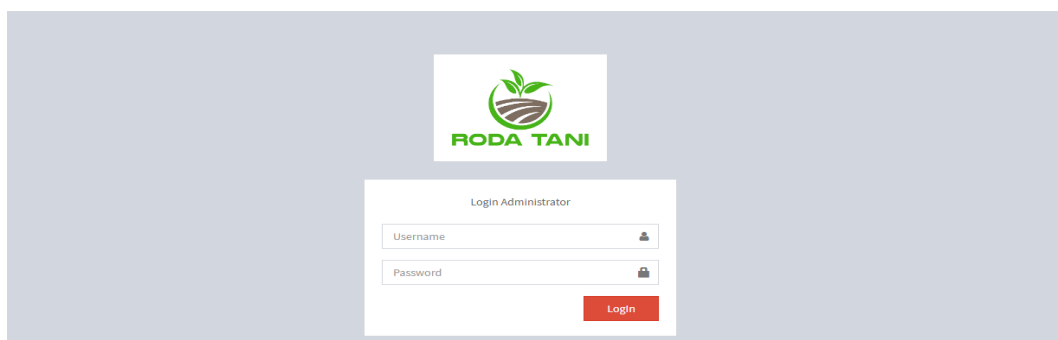 RODA TANI
Login Administrator
Username
Password
LogIn